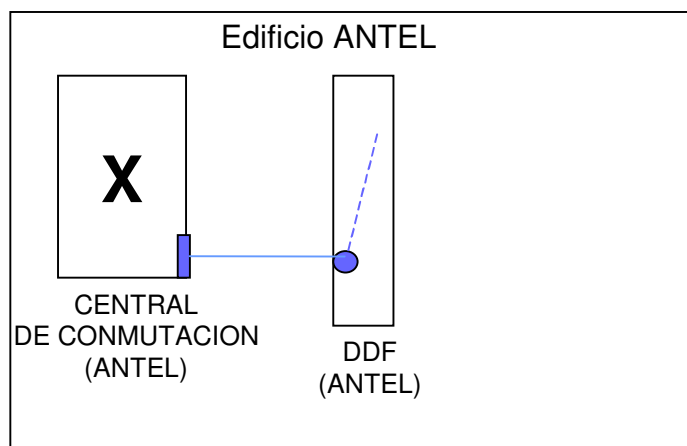 Edificio ANTEL
X
CENTRAL
DE CONMUTACION
(ANTEL)
DDF
(ANTEL)